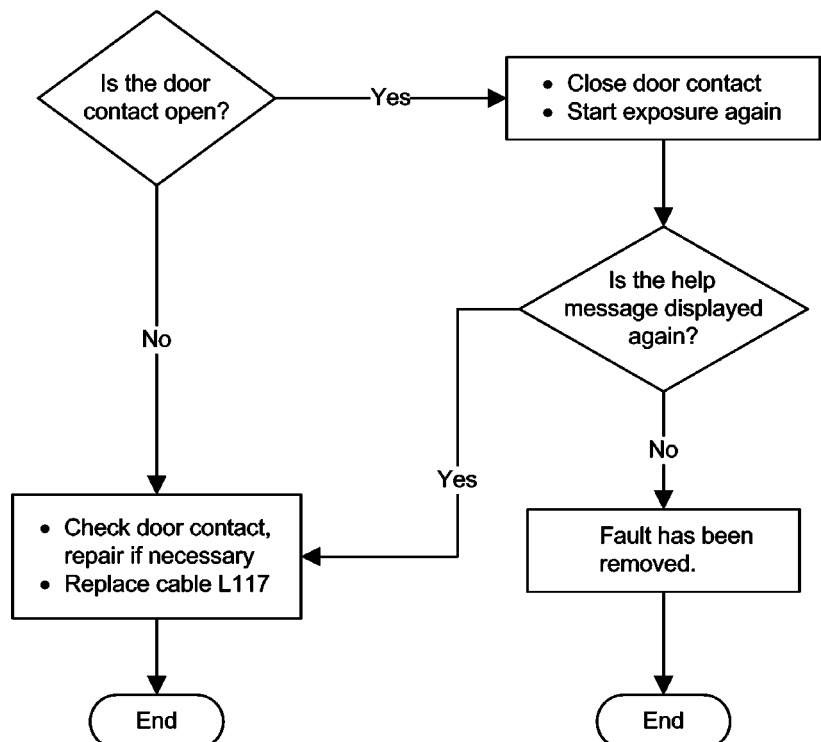 Is the door
contact open?
Yes
• Close door contact
• Start exposure again
Is the help
message displayed
again?
No
Yes
No
• Check door contact,
repair if necessary
• Replace cable L117
Fault has been
removed.
End
End